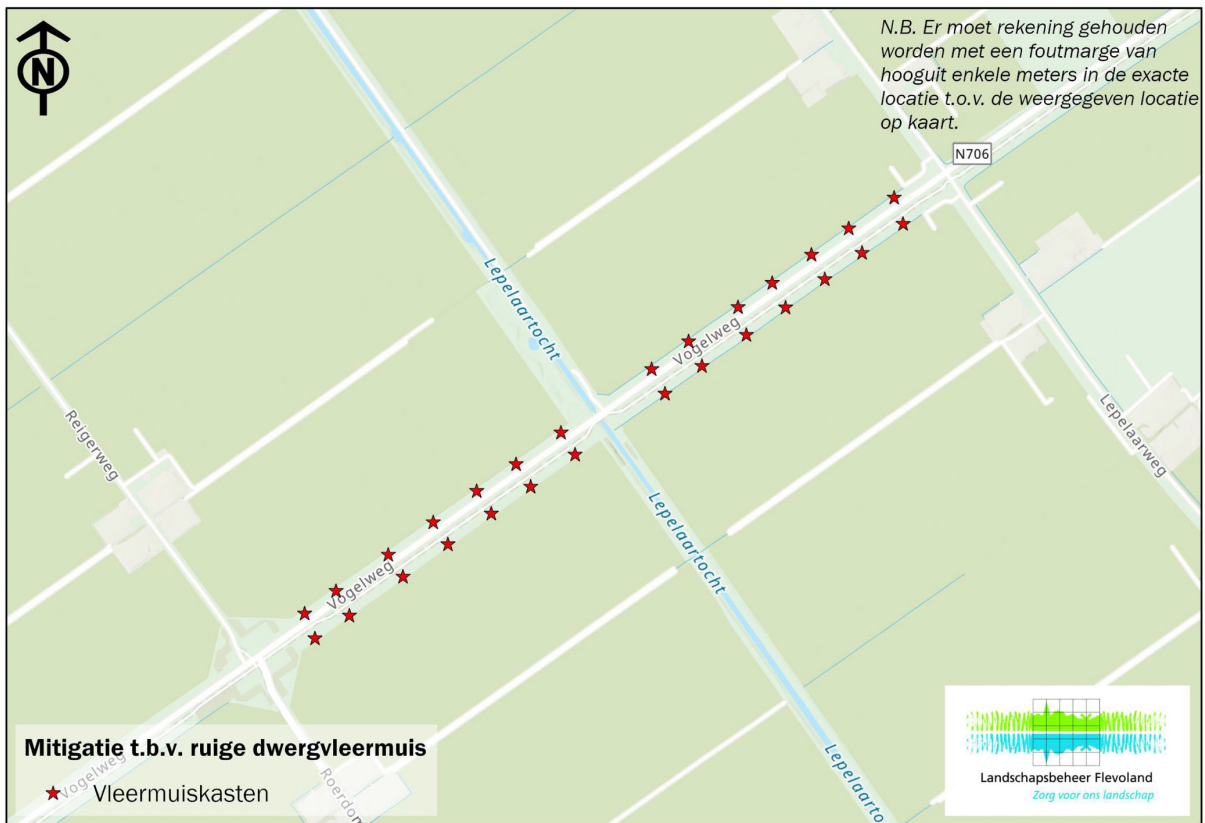 N
N.B. Er moet rekening gehouden
worden met een foutmarge van
hooguit enkele meters in de exacte
locatie t.o.v. de weergegeven locatie
op kaart.
N706
Lepelaartocht
Vogelweg
Reigerweg
Lepelaarweg
Lepelaartocht
Vogelweg
Mitigatie t.b.v. ruige dwergvleermuis
Vogelweg
Vleermuiskasten
Roerdom
Lepelaarto
Landschapsbeheer Flevoland
Zorg voor ons landschap